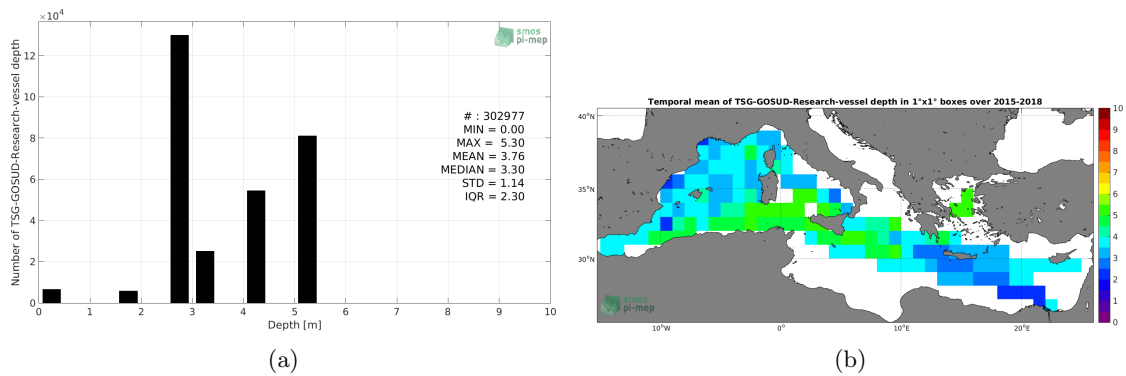 ×10⁴
smos
pi-mep
Number of TSG-GOSUD-Research-vessel depth
12
10
8
6
4
2
0
# : 302977
MIN = 0.00
MAX = 5.30
MEAN = 3.76
MEDIAN = 3.30
STD = 1.14
IQR = 2.30
0 1 2 3 4 5 6 7 8 9 10
Depth [m]
(a)
Temporal mean of TSG-GOSUD-Research-vessel depth in 1°x1° boxes over 2015-2018
40°N
35°N
30°N
smos
pi-mep
10°W 0° 10°E 20°E
10
9
8
7
6
5
4
3
2
1
0
(b)